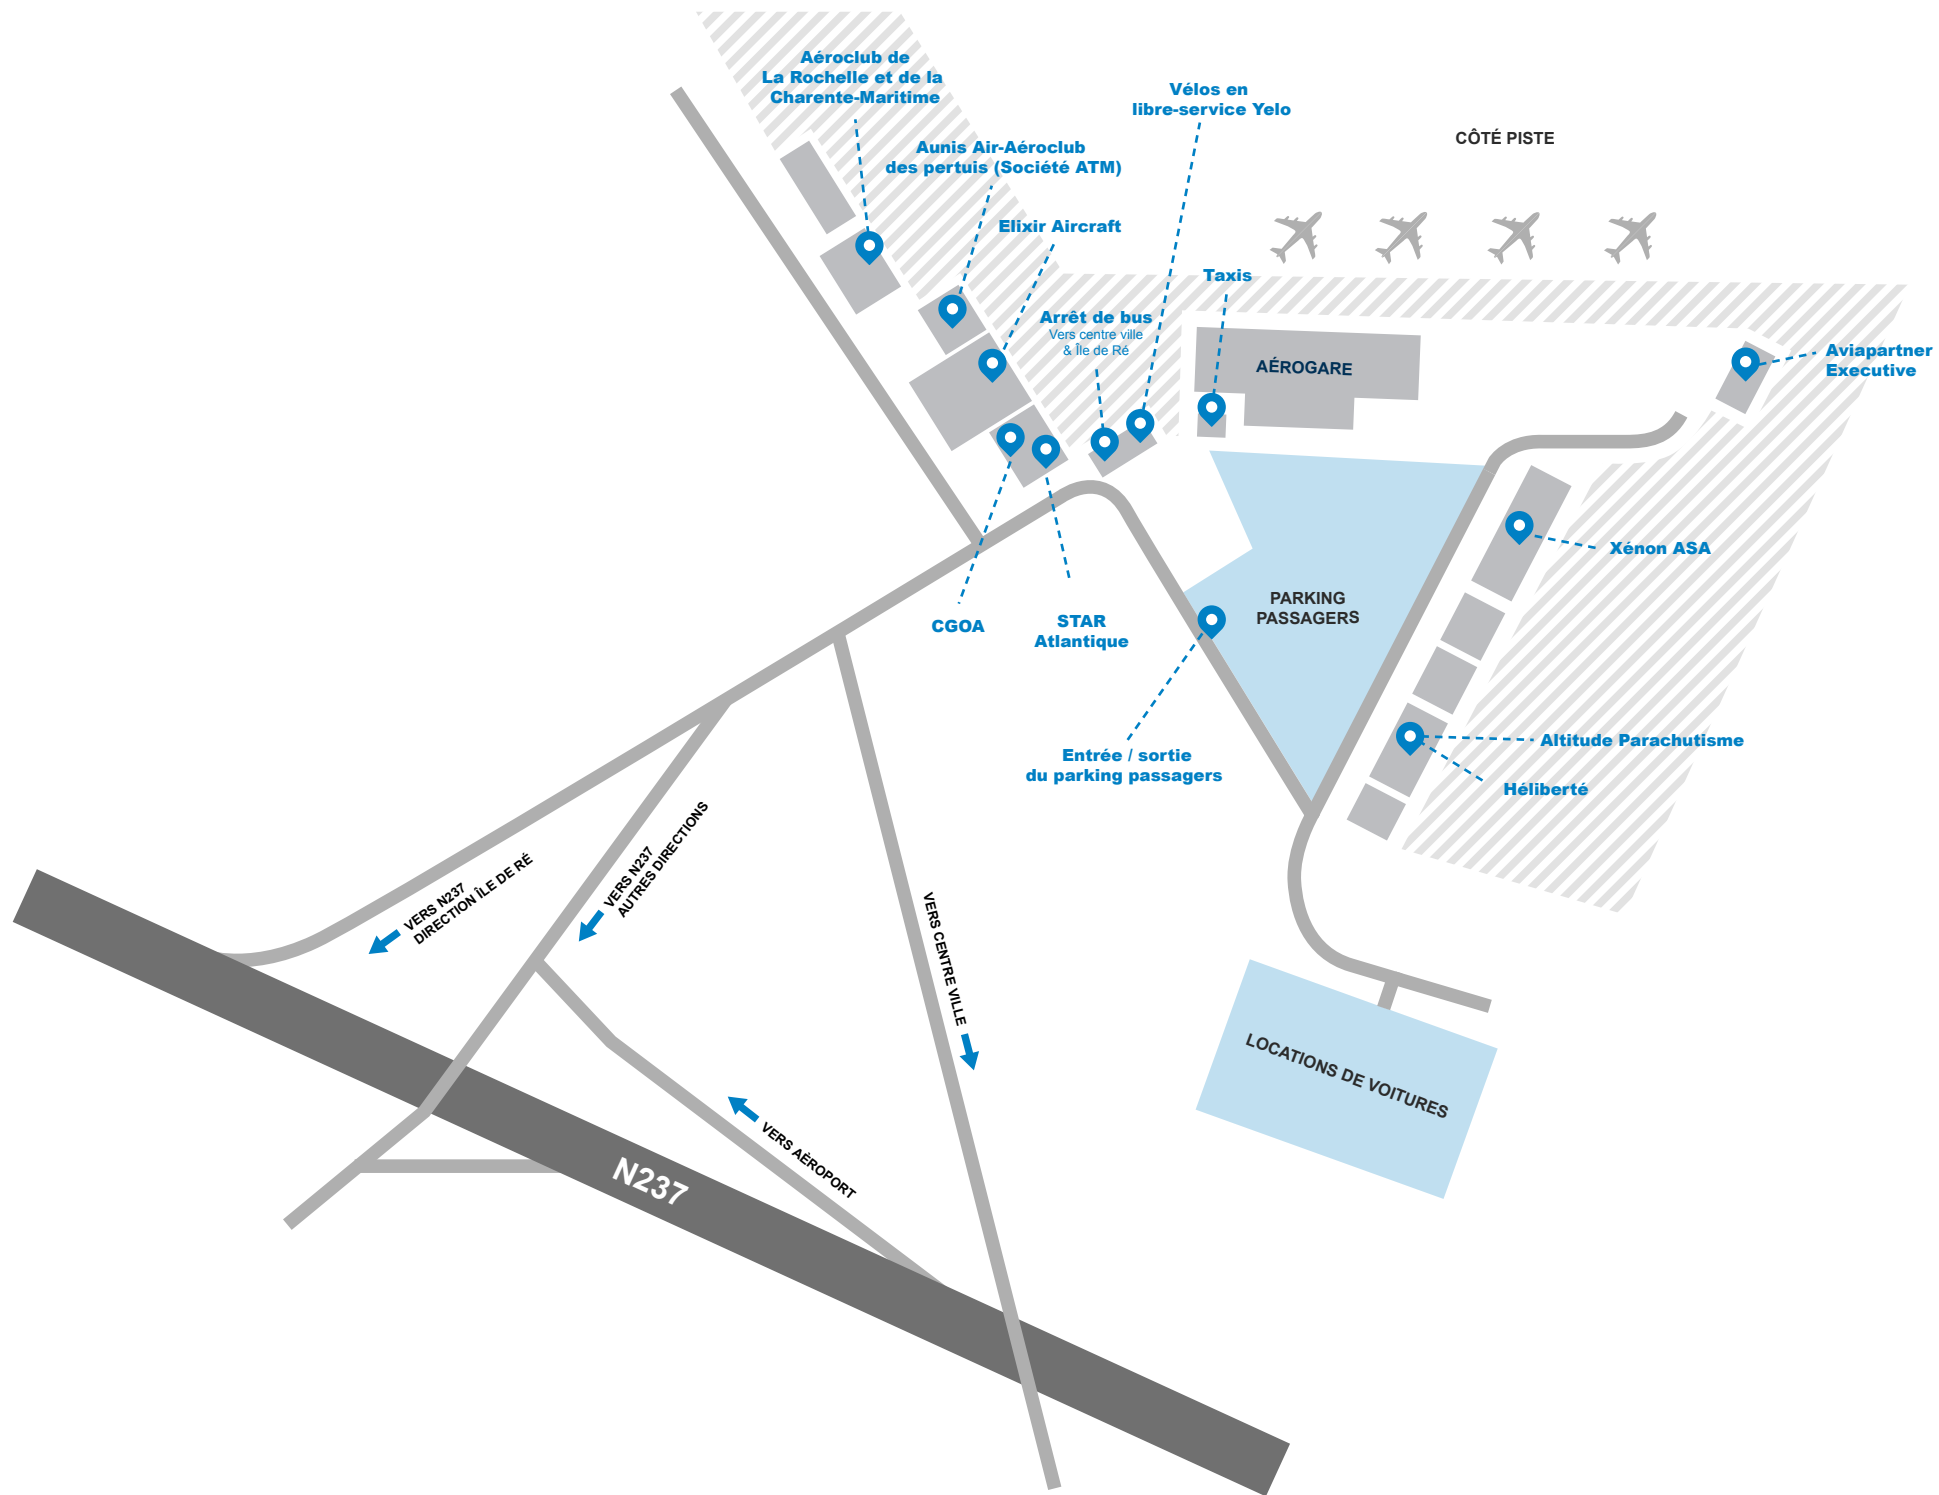 Aéroclub de
La Rochelle et de la
Charente-Maritime
Vélos en
libre-service Yelo
CÔTÉ PISTE
Aunis Air-Aéroclub
des pertuis (Société ATM)
Elixir Aircraft
Taxis
Arrêt de bus
Vers centre ville
& Île de Ré
AÉROGARE
Aviapartner
Executive
Xénon ASA
PARKING
PASSAGERS
CGOA
STAR
Atlantique
Entrée / sortie
du parking passagers
Altitude Parachutisme
Héliberté
VERS N237
DIRECTION ÎLE DE RÉ
VERS N237
AUTRES DIRECTIONS
VERS CENTRE VILLE
VERS AÉROPORT
LOCATIONS DE VOITURES
N237